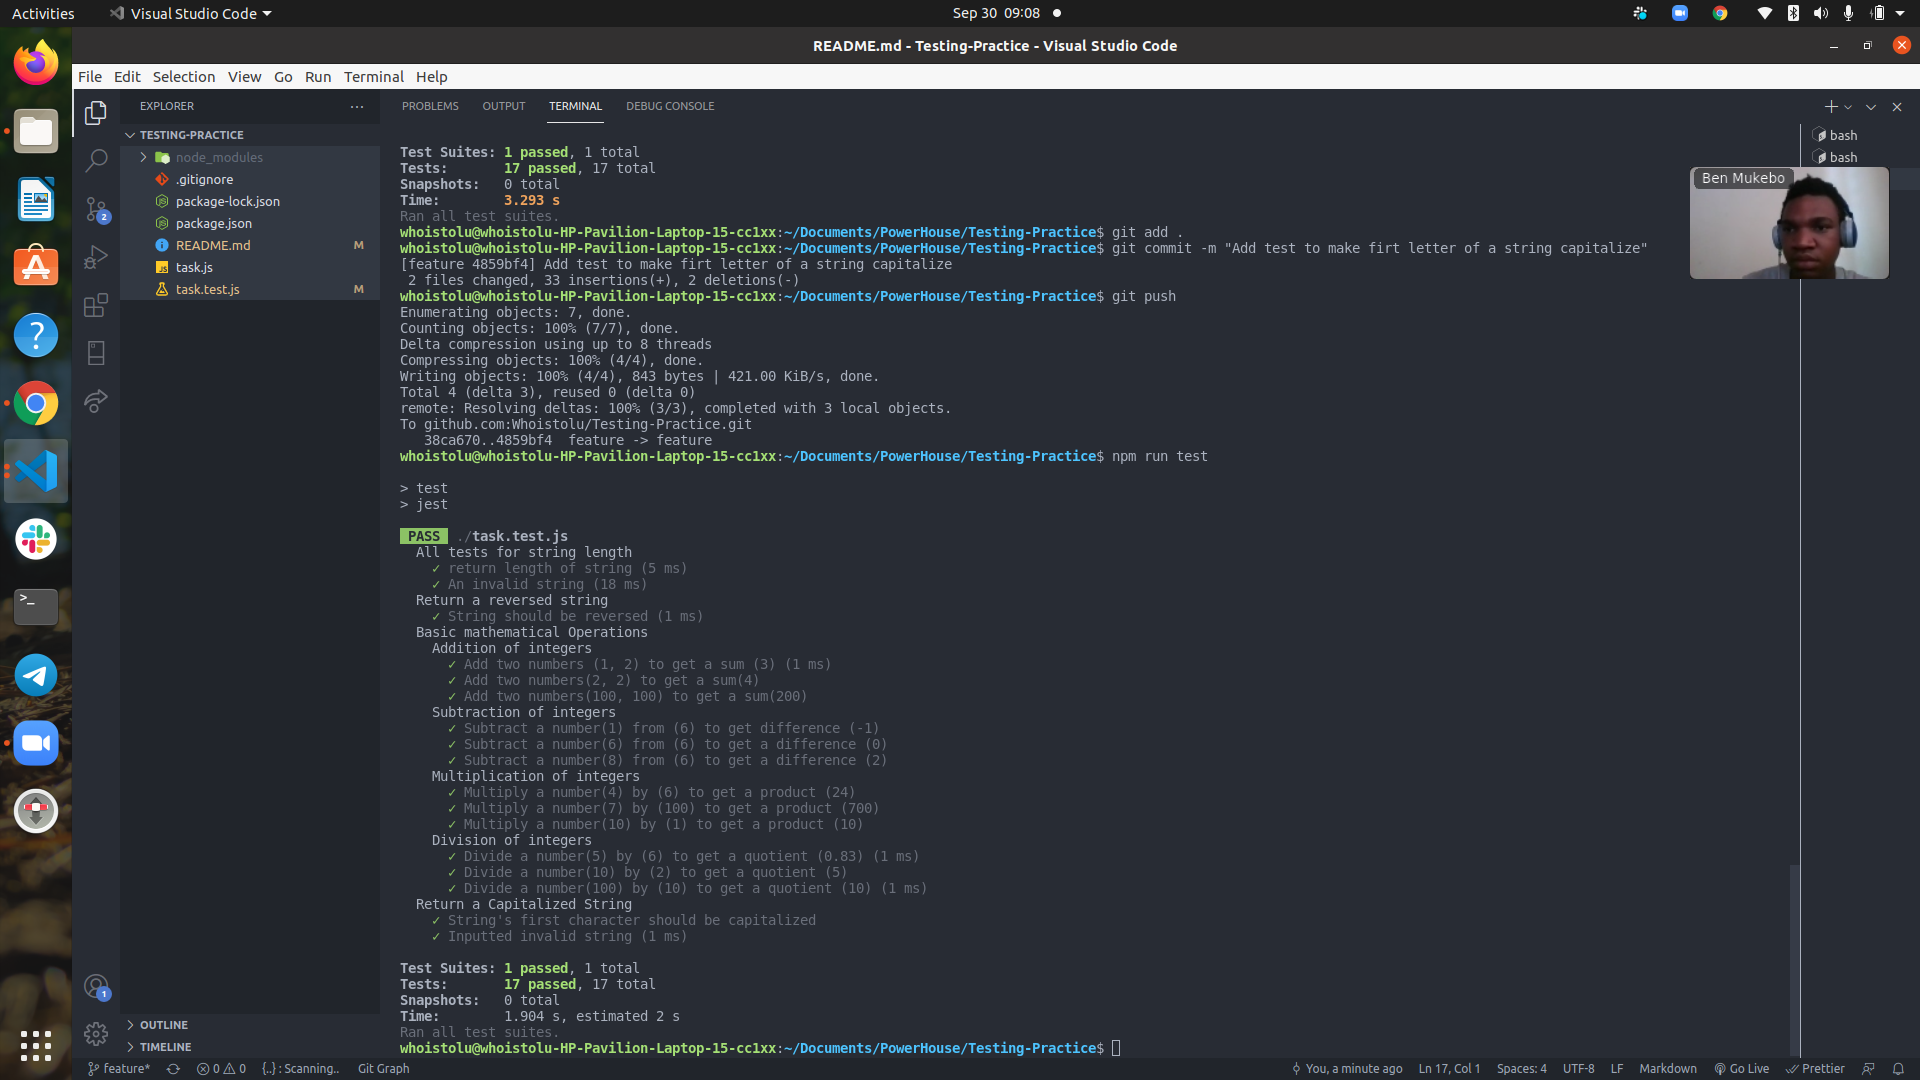 Activities
Visual Studio Code
Sep 30 09:08
README.md - Testing-Practice - Visual Studio Code
File Edit Selection View Go Run Terminal Help
EXPLORER
TESTING-PRACTICE
node_modules
.gitignore
package-lock.json
package.json
README.md M
task.js
task.test.js M
2
1
OUTLINE
TIMELINE
PROBLEMS OUTPUT TERMINAL DEBUG CONSOLE
bash
bash
Ben Mukebo
Test Suites: 1 passed, 1 total
Tests: 17 passed, 17 total
Snapshots: 0 total
Time: 3.293 s
Ran all test suites.
whoistolu@whoistolu-HP-Pavilion-Laptop-15-cc1xx:~/Documents/PowerHouse/Testing-Practice$ git add .
whoistolu@whoistolu-HP-Pavilion-Laptop-15-cc1xx:~/Documents/PowerHouse/Testing-Practice$ git commit -m "Add test to make firt letter of a string capitalize"
[feature 4859bf4] Add test to make firt letter of a string capitalize
2 files changed, 33 insertions(+), 2 deletions(-)
whoistolu@whoistolu-HP-Pavilion-Laptop-15-cc1xx:~/Documents/PowerHouse/Testing-Practice$ git push
Enumerating objects: 7, done.
Counting objects: 100% (7/7), done.
Delta compression using up to 8 threads
Compressing objects: 100% (4/4), done.
Writing objects: 100% (4/4), 843 bytes | 421.00 KiB/s, done.
Total 4 (delta 3), reused 0 (delta 0)
remote: Resolving deltas: 100% (3/3), completed with 3 local objects.
To github.com:Whoistolu/Testing-Practice.git
38ca670..4859bf4 feature -> feature
whoistolu@whoistolu-HP-Pavilion-Laptop-15-cc1xx:~/Documents/PowerHouse/Testing-Practice$ npm run test
> test
> jest
PASS ./task.test.js
All tests for string length
✓ return length of string (5 ms)
✓ An invalid string (18 ms)
Return a reversed string
✓ String should be reversed (1 ms)
Basic mathematical Operations
Addition of integers
✓ Add two numbers (1, 2) to get a sum (3) (1 ms)
✓ Add two numbers(2, 2) to get a sum(4)
✓ Add two numbers(100, 100) to get a sum(200)
Subtraction of integers
✓ Subtract a number(1) from (6) to get difference (-1)
✓ Subtract a number(6) from (6) to get a difference (0)
✓ Subtract a number(8) from (6) to get a difference (2)
Multiplication of integers
✓ Multiply a number(4) by (6) to get a product (24)
✓ Multiply a number(7) by (100) to get a product (700)
✓ Multiply a number(10) by (1) to get a product (10)
Division of integers
✓ Divide a number(5) by (6) to get a quotient (0.83) (1 ms)
✓ Divide a number(10) by (2) to get a quotient (5)
✓ Divide a number(100) by (10) to get a quotient (10) (1 ms)
Return a Capitalized String
✓ String's first character should be capitalized
✓ Inputted invalid string (1 ms)
Test Suites: 1 passed, 1 total
Tests: 17 passed, 17 total
Snapshots: 0 total
Time: 1.904 s, estimated 2 s
Ran all test suites.
whoistolu@whoistolu-HP-Pavilion-Laptop-15-cc1xx:~/Documents/PowerHouse/Testing-Practice$
feature* 0 0 {..} : Scanning.. Git Graph You, a minute ago Ln 17, Col 1 Spaces: 4 UTF-8 LF Markdown Go Live Prettier